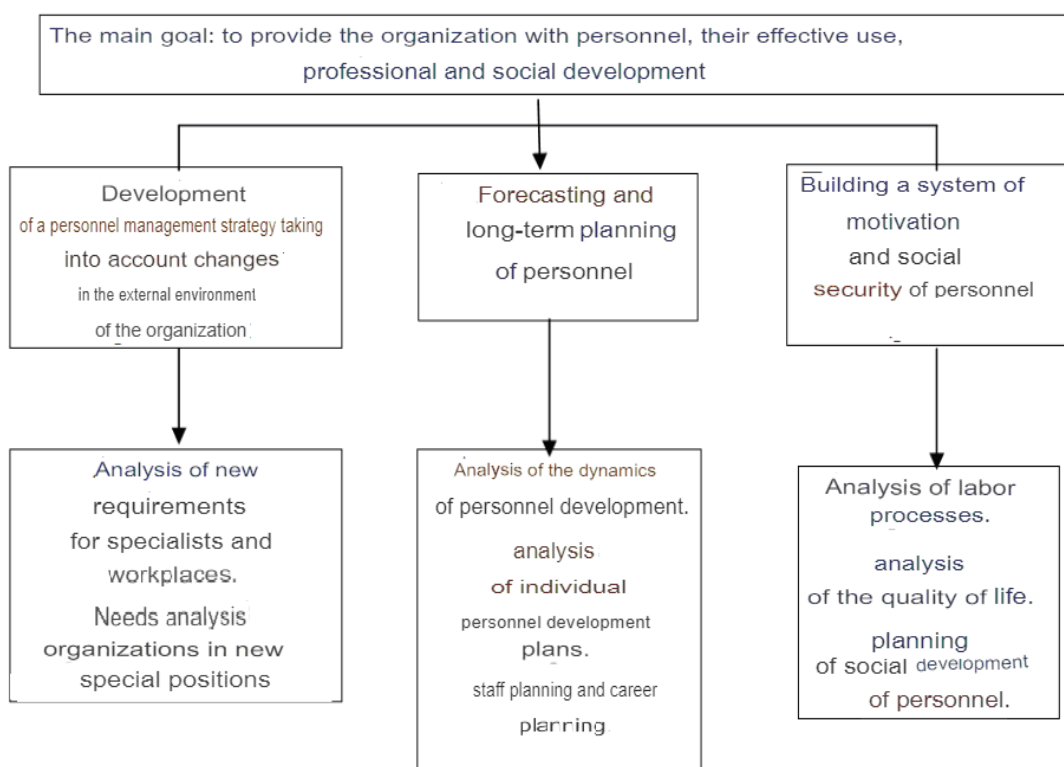 The main goal: to provide the organization with personnel, their effective use,
professional and social development
Development
of a personnel management strategy taking
into account changes
in the external environment
of the organization
Forecasting and
long-term planning
of personnel
Building a system of
motivation
and social
security of personnel
Analysis of new
requirements
for specialists and
workplaces.
Needs analysis
organizations in new
special positions
Analysis of the dynamics
of personnel development.
analysis
of individual
personnel development
plans.
staff planning and career
planning.
Analysis of labor
processes.
analysis
of the quality of life.
planning
of social development
of personnel.